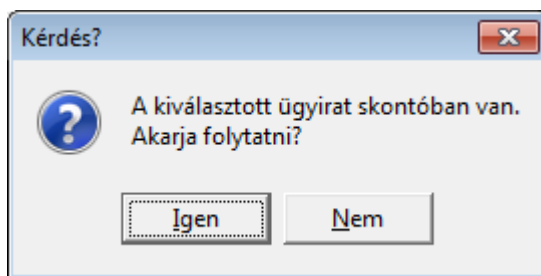 Kérdés?
A kiválasztott ügyirat skontóban van.
Akarja folytatni?
Igen
Nem